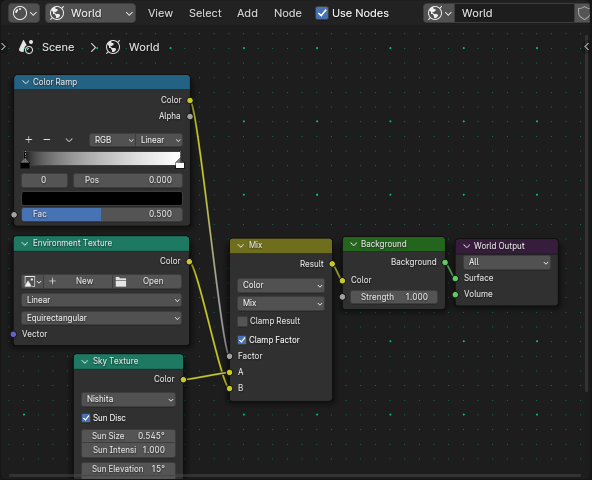 World View Select Add Node Use Nodes World
Scene World
Color Ramp
Color
Alpha
RGB Linear
0 Pos 0.000
Fac 0.500
Environment Texture
Color
New Open
Linear
Equirectangular
Vector
Sky Texture
Color
Nishita
Sun Disc
Sun Size 0.545°
Sun Intensi 1.000
Sun Elevation 15°
Mix
Result
Color
Mix
Clamp Result
Clamp Factor
Factor
A
B
Background
Background
Color
Strength 1.000
World Output
All
Surface
Volume